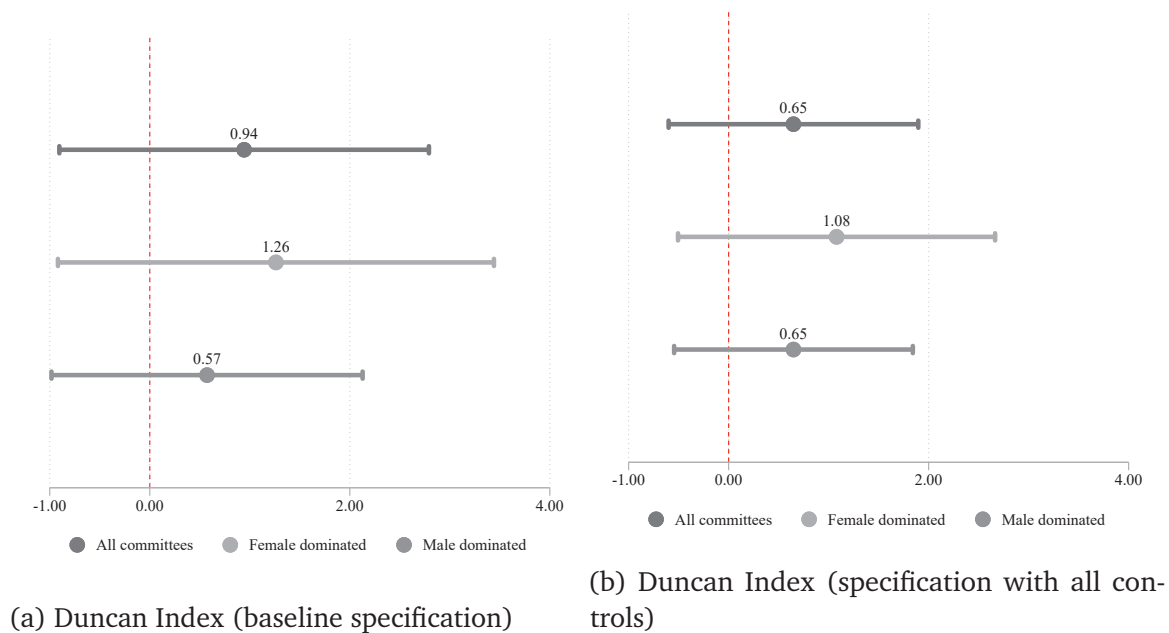 0.94
1.26
0.57
-1.00 0.00 2.00 4.00
All committees Female dominated Male dominated
(a) Duncan Index (baseline specification)
0.65
1.08
0.65
-1.00 0.00 2.00 4.00
All committees Female dominated Male dominated
(b) Duncan Index (specification with all con-
trols)